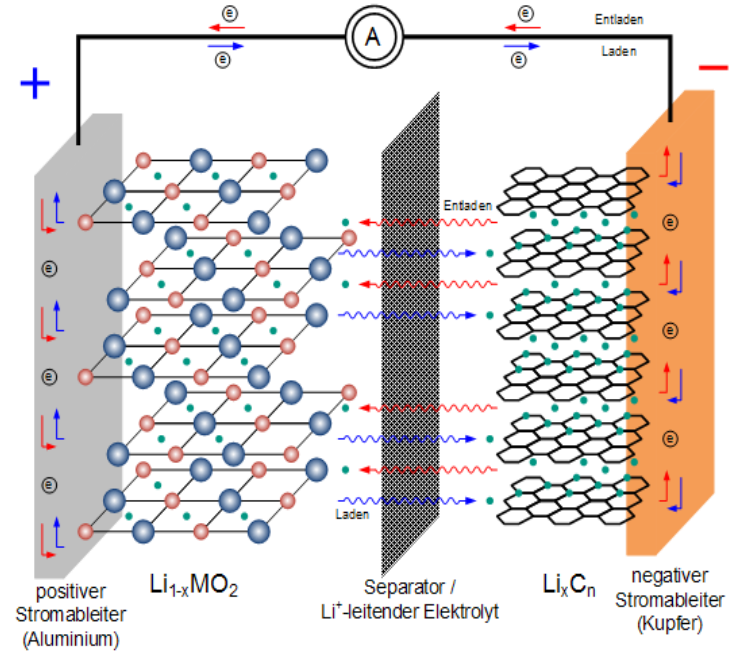 e
e
Entladen
A
Laden
e
e
+
−
Entladen
e
e
e
e
e
e
Laden
Li1-xMO2
Separator /
Li+-leitender Elektrolyt
LixCn
positiver
Stromableiter
(Aluminium)
negativer
Stromableiter
(Kupfer)